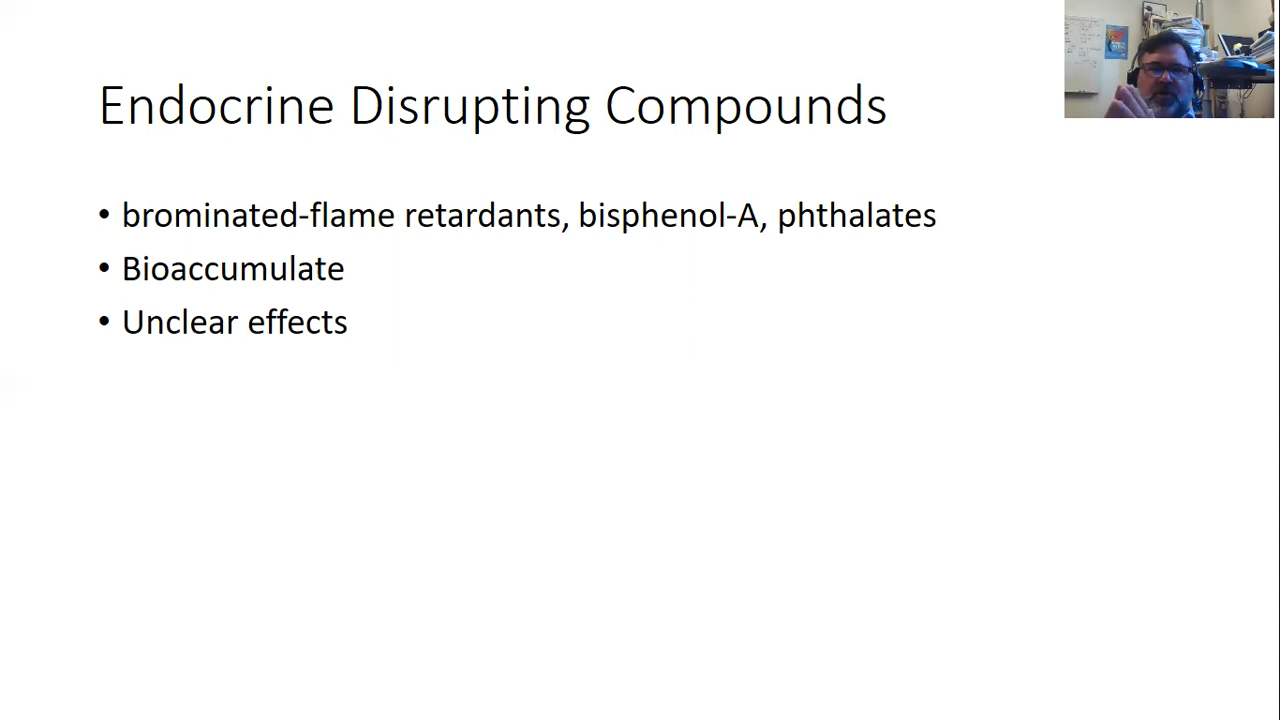 Endocrine Disrupting Compounds
• brominated-flame retardants, bisphenol-A, phthalates
• Bioaccumulate
• Unclear effects